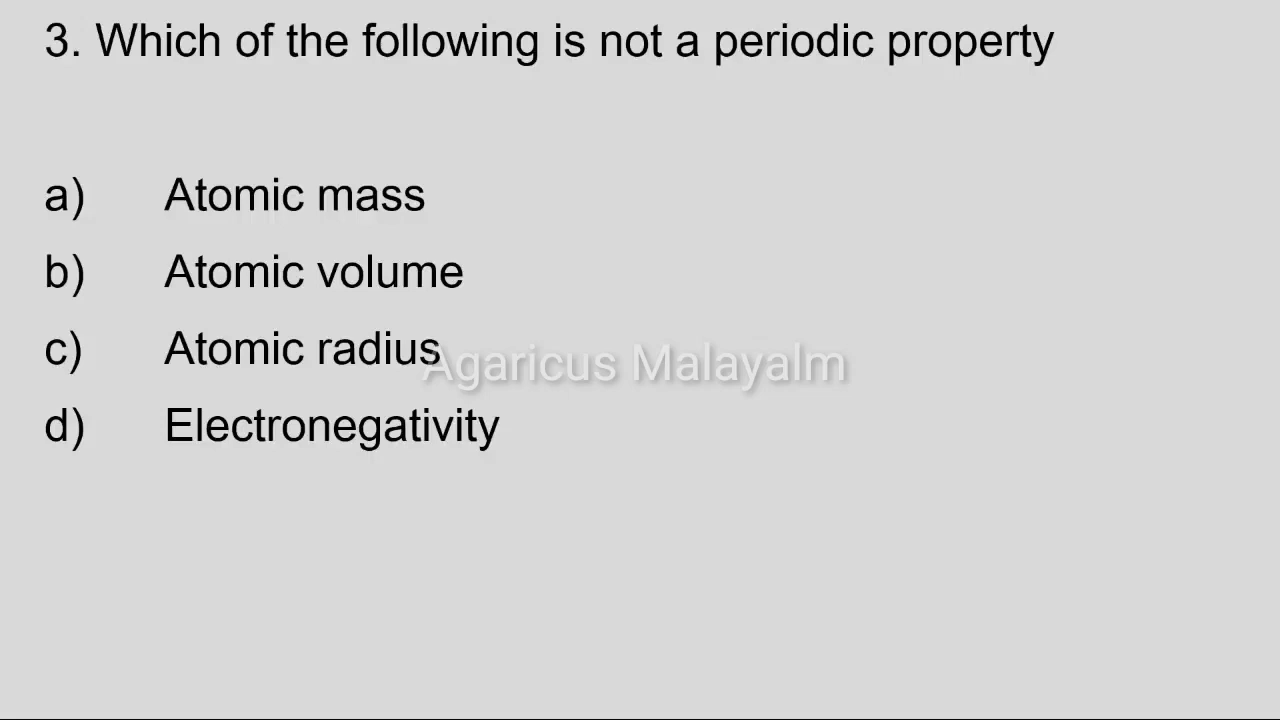 3. Which of the following is not a periodic property
a) Atomic mass
b) Atomic volume
c) Atomic radius
Agaricus Malayalm
d) Electronegativity